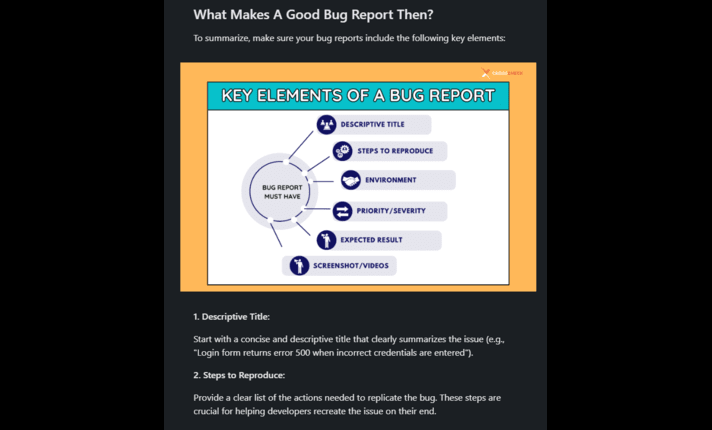 What Makes A Good Bug Report Then?
To summarize, make sure your bug reports include the following key elements:
KEY ELEMENTS OF A BUG REPORT
DESCRIPTIVE TITLE
STEPS TO REPRODUCE
ENVIRONMENT
BUG REPORT
MUST HAVE
PRIORITY/SEVERITY
EXPECTED RESULT
SCREENSHOT/VIDEOS
1. Descriptive Title:
Start with a concise and descriptive title that clearly summarizes the issue (e.g.,
"Login form returns error 500 when incorrect credentials are entered").
2. Steps to Reproduce:
Provide a clear list of the actions needed to replicate the bug. These steps are
crucial for helping developers recreate the issue on their end.